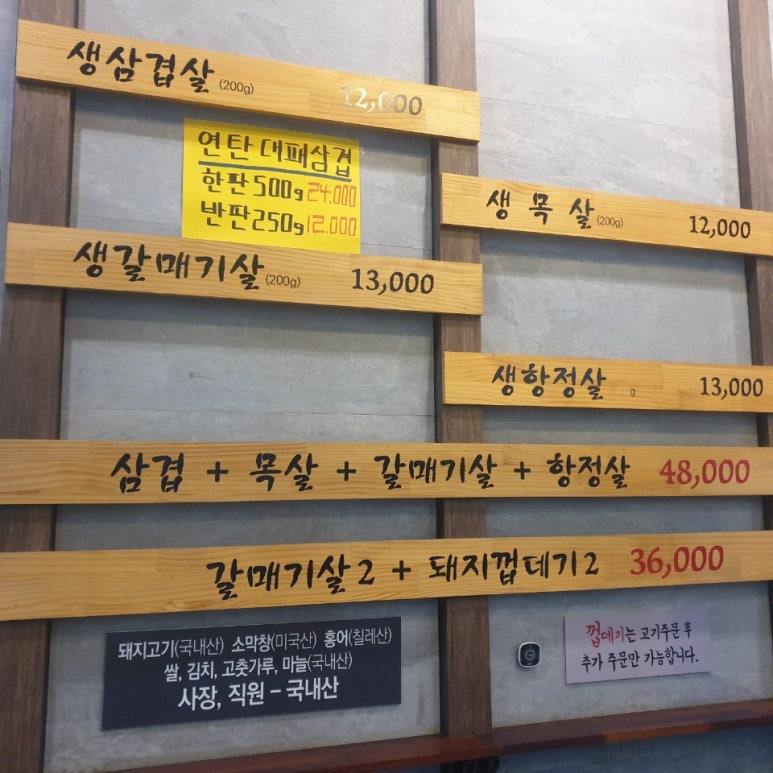 생삼겹살 (200g) 12,000
연탄 대패삼겹
한판 500g 24.000
반판 250g 12.000
생목살 (200g) 12,000
생갈매기살 (200g) 13,000
생항정살 g 13,000
삼겹 + 목살 + 갈매기살 + 항정살 48,000
갈매기살 2 + 돼지껍데기 2 36,000
돼지고기(국내산) 소막창(미국산) 홍어(칠레산)
쌀, 김치, 고춧가루, 마늘(국내산)
사장, 직원 - 국내산
껍데기는 고기주문 후
추가 주문만 가능합니다.